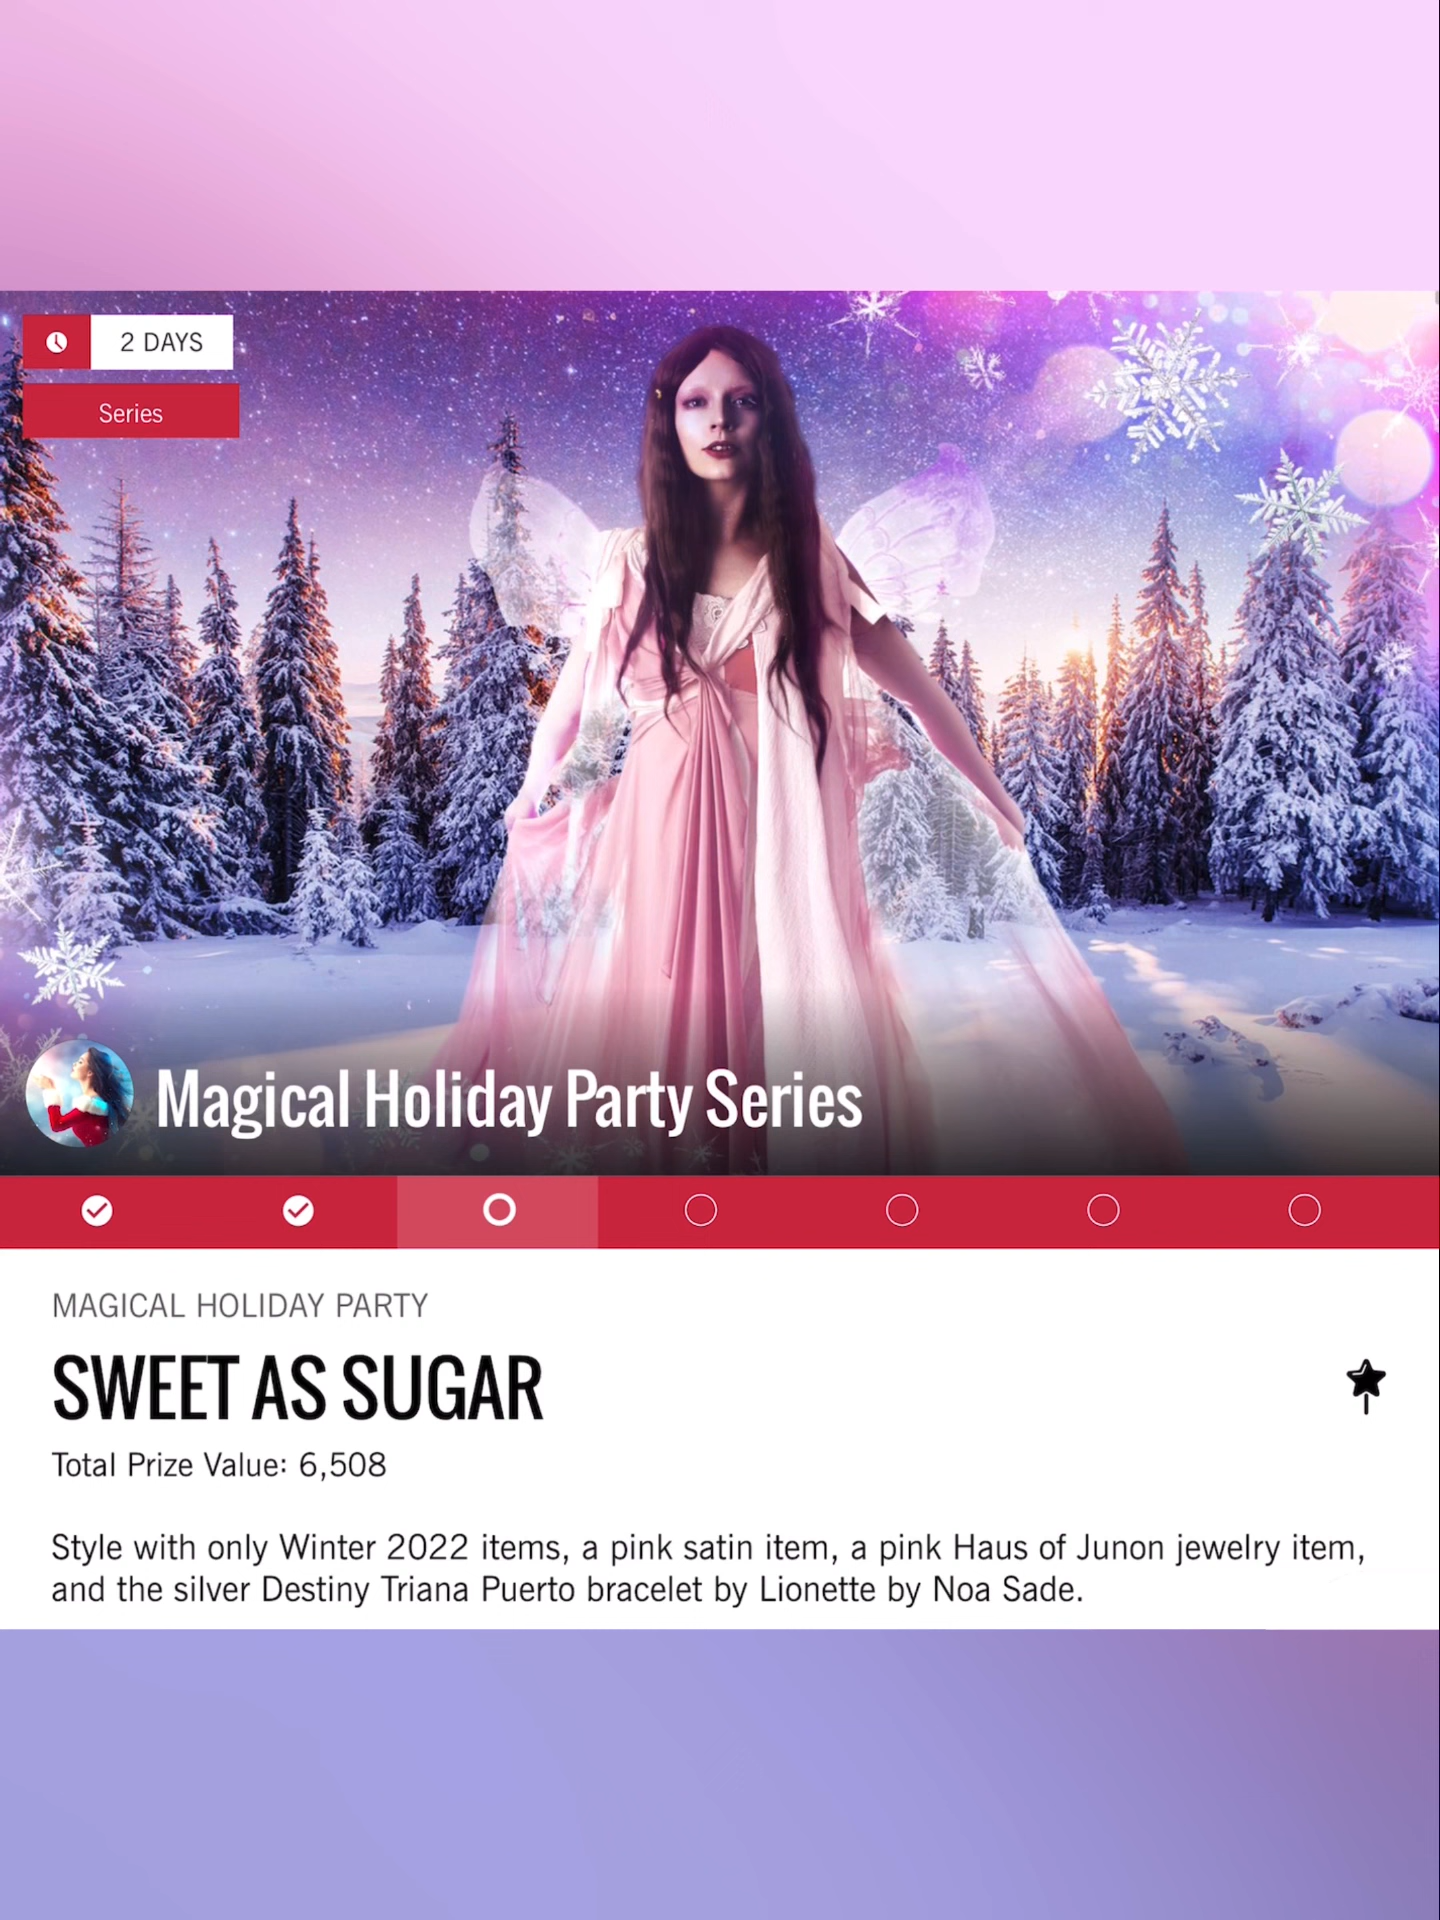 2 DAYS
Series
Magical Holiday Party Series
MAGICAL HOLIDAY PARTY
SWEET AS SUGAR
Total Prize Value: 6,508
Style with only Winter 2022 items, a pink satin item, a pink Haus of Junon jewelry item,
and the silver Destiny Triana Puerto bracelet by Lionette by Noa Sade.